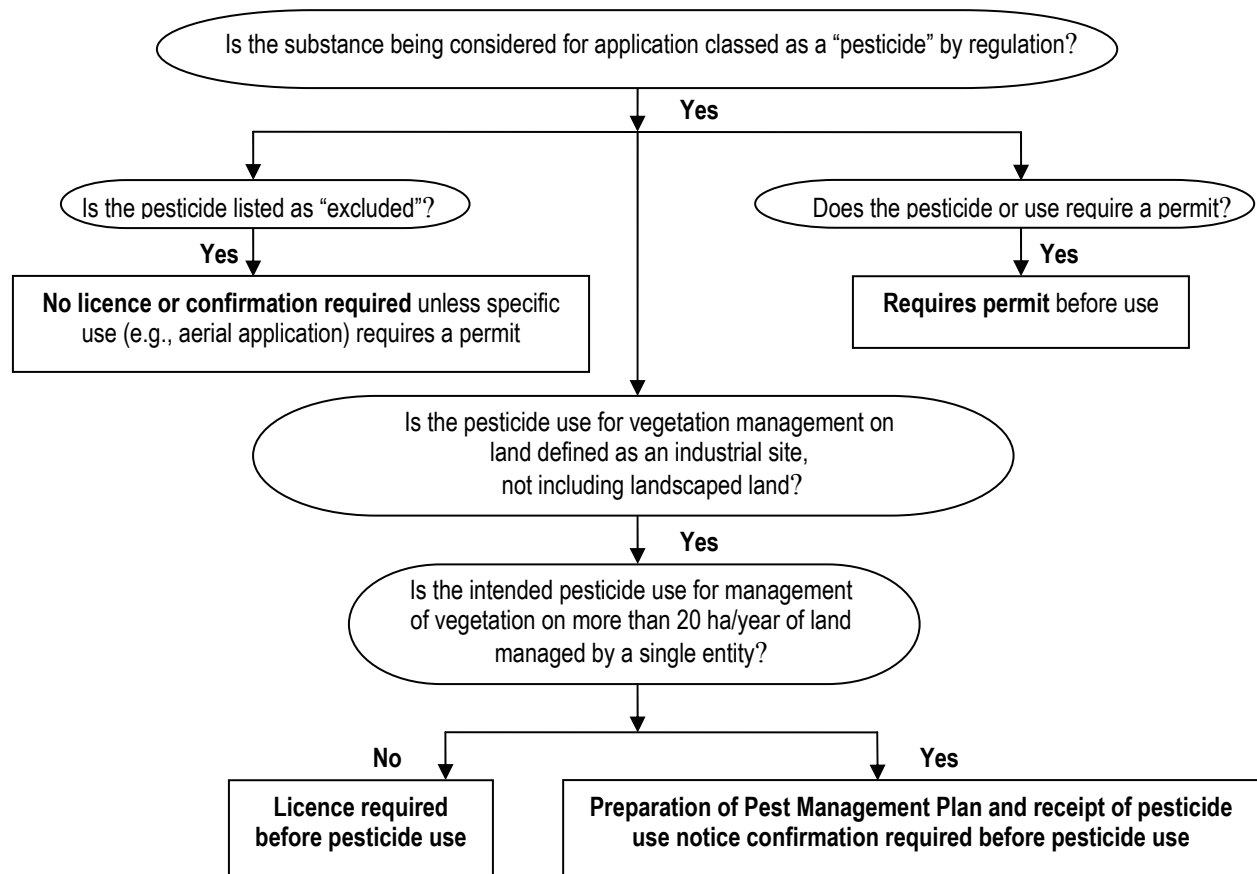 Is the substance being considered for application classed as a “pesticide” by regulation?
Yes
Is the pesticide listed as “excluded”?
Does the pesticide or use require a permit?
Yes
Yes
No licence or confirmation required unless specific
use (e.g., aerial application) requires a permit
Requires permit before use
Is the pesticide use for vegetation management on
land defined as an industrial site,
not including landscaped land?
Yes
Is the intended pesticide use for management
of vegetation on more than 20 ha/year of land
managed by a single entity?
No
Yes
Licence required
before pesticide use
Preparation of Pest Management Plan and receipt of pesticide
use notice confirmation required before pesticide use